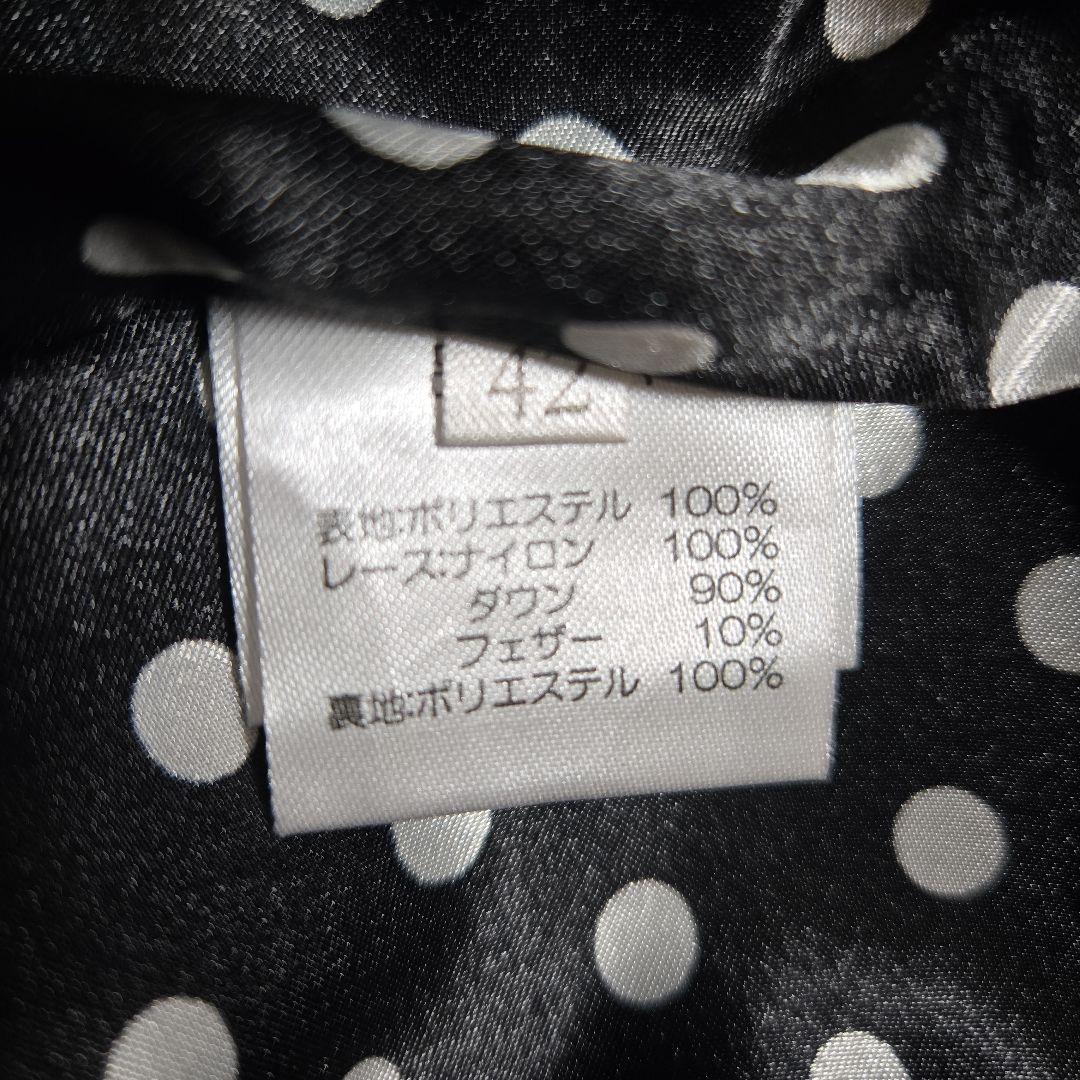 42
表地:ポリエステル 100%
レース:ナイロン 100%
ダウン 90%
フェザー 10%
裏地:ポリエステル 100%